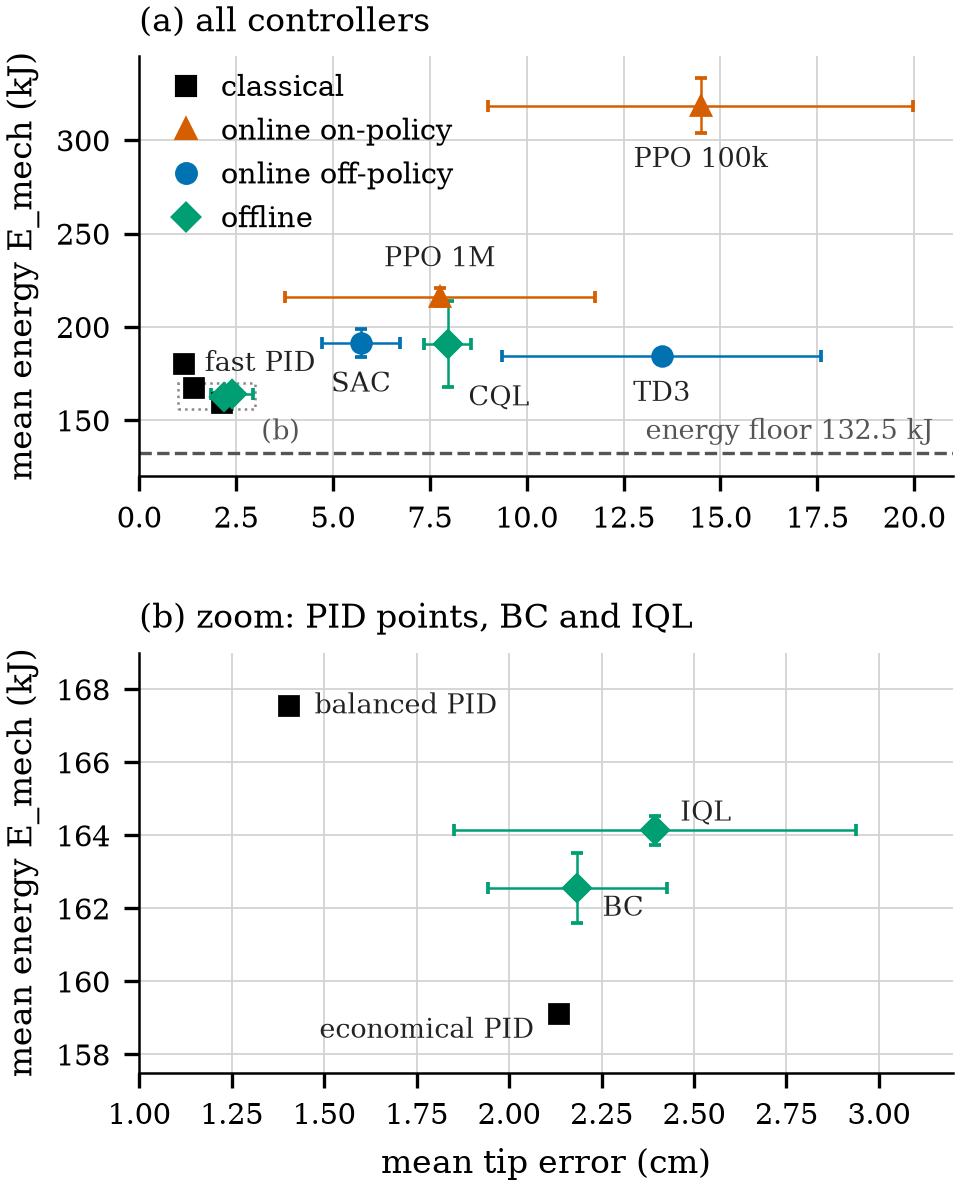 (a) all controllers
mean energy E_mech (kJ)
300
250
200
150
classical
online on-policy
online off-policy
offline
PPO 100k
PPO 1M
fast PID
SAC
CQL
TD3
(b)
energy floor 132.5 kJ
0.0 2.5 5.0 7.5 10.0 12.5 15.0 17.5 20.0
(b) zoom: PID points, BC and IQL
mean energy E_mech (kJ)
168
166
164
162
160
158
balanced PID
IQL
BC
economical PID
1.00 1.25 1.50 1.75 2.00 2.25 2.50 2.75 3.00
mean tip error (cm)